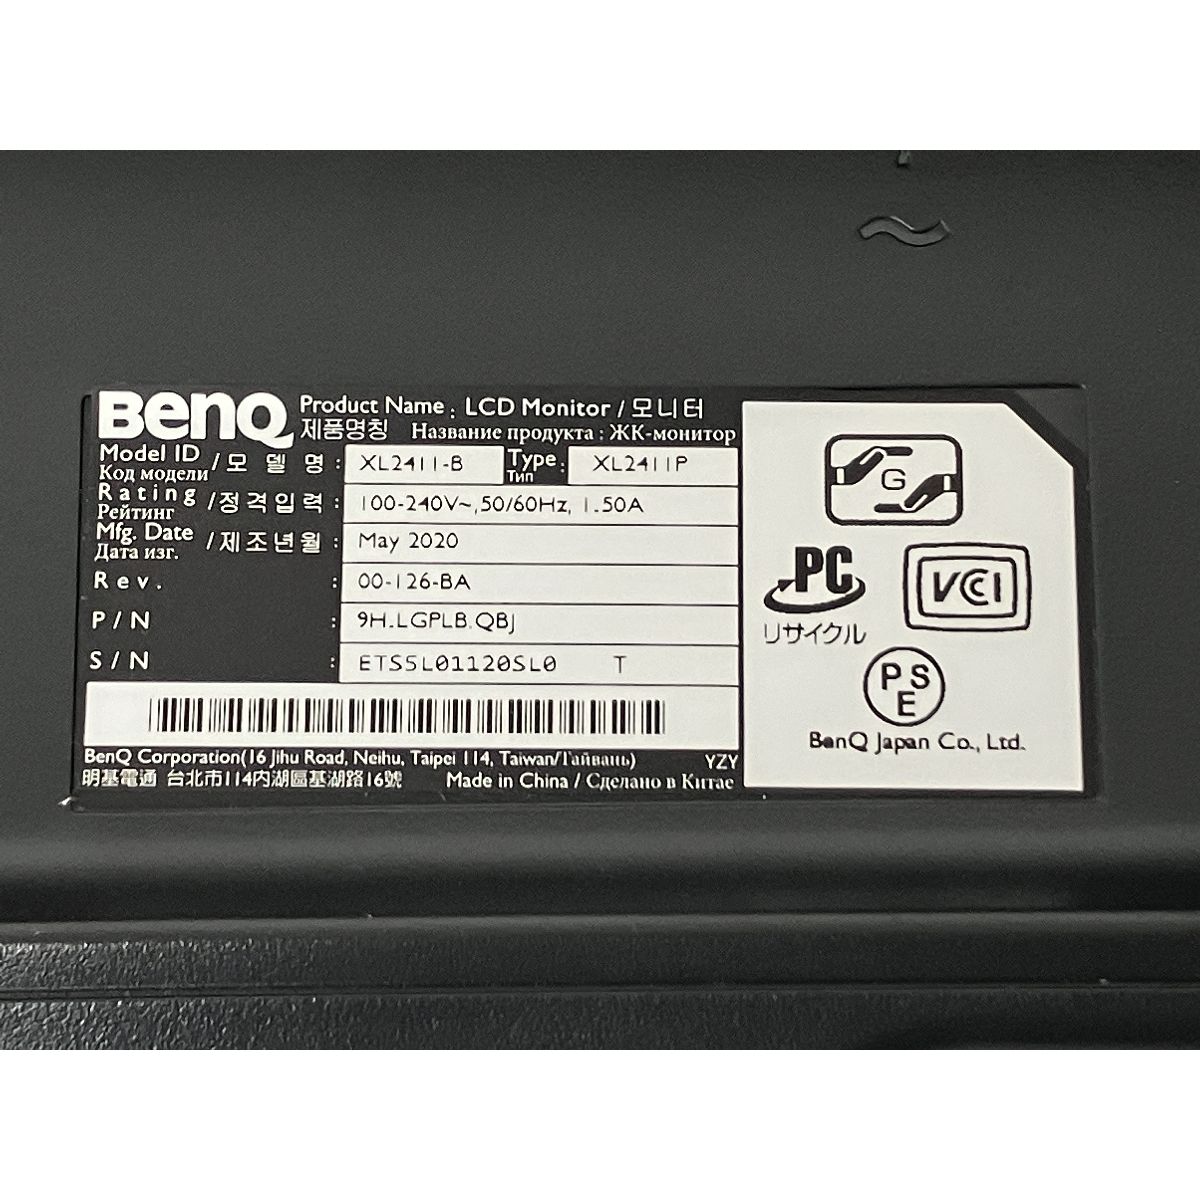 BenQ
Product Name : LCD Monitor / 모니터
제품명칭 Название продукта : ЖК-монитор
Model ID / 모 델 명 : XL2411-B Type : XL2411P
Код модели Тип
Rating / 정격입력 : 100-240V~, 50/60Hz, 1.50A
Рейтинг
Mfg. Date / 제조년월 : May 2020
Дата изг.
Rev. : 00-126-BA
P/N : 9H.LGPLB.QBJ
S/N : ETS5L01120SL0 T
BenQ Corporation(16 Jihu Road, Neihu, Taipei 114, Taiwan/Тайвань) YZY
明基電通 台北市114內湖區基湖路16號 Made in China / Сделано в Китае
G
PC
リサイクル
VCCI
PSE
BenQ Japan Co., Ltd.